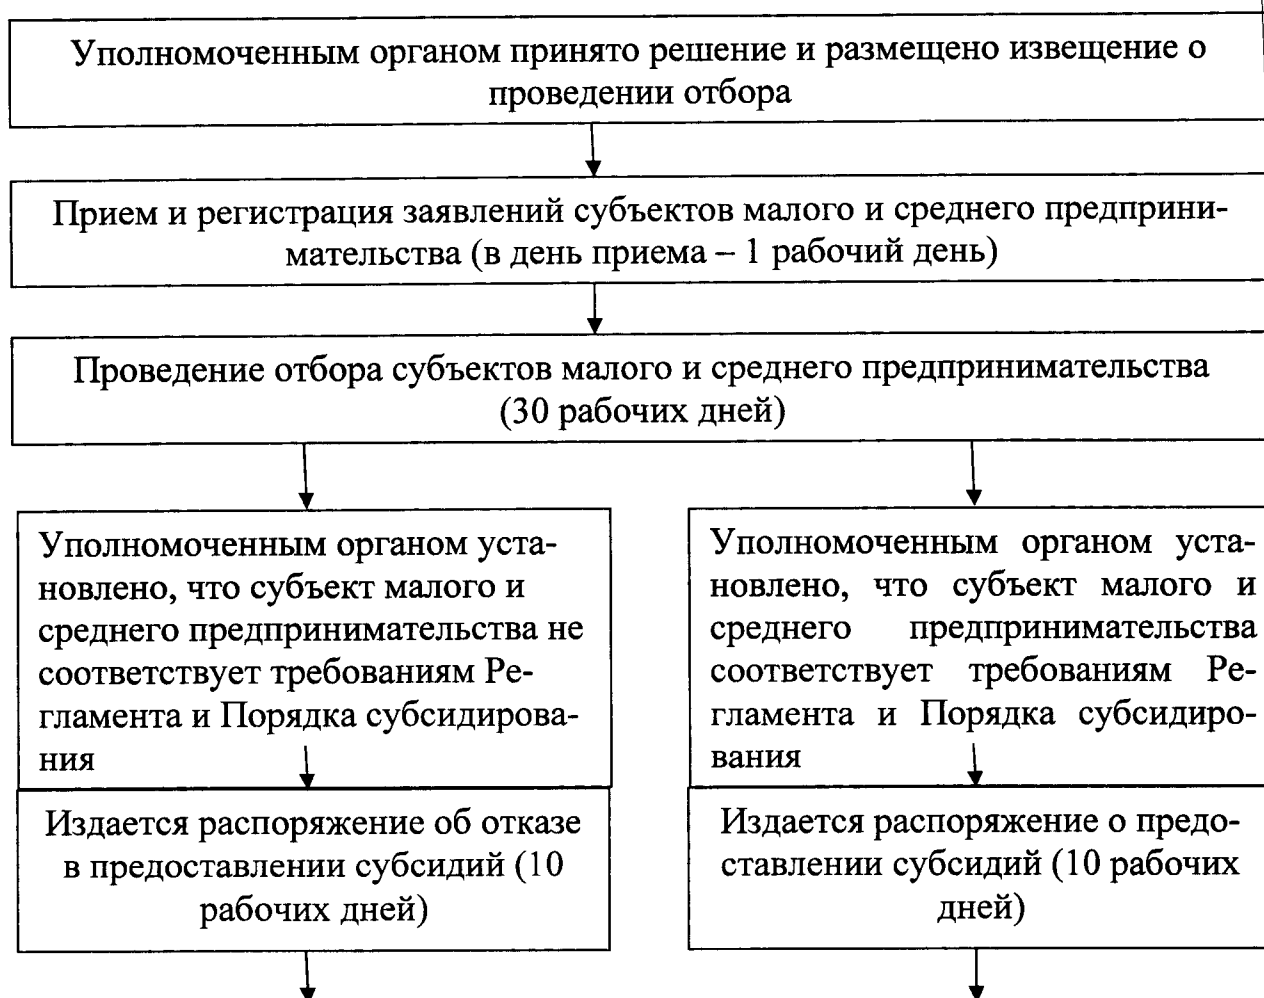 Уполномоченным органом принято решение и размещено извещение о
проведении отбора
Прием и регистрация заявлений субъектов малого и среднего предприни-
мательства (в день приема – 1 рабочий день)
Проведение отбора субъектов малого и среднего предпринимательства
(30 рабочих дней)
Уполномоченным органом уста-
новлено, что субъект малого и
среднего предпринимательства не
соответствует требованиям Ре-
гламента и Порядка субсидирова-
ния
Издается распоряжение об отказе
в предоставлении субсидий (10
рабочих дней)
Уполномоченным органом уста-
новлено, что субъект малого и
среднего предпринимательства
соответствует требованиям Ре-
гламента и Порядка субсидиро-
вания
Издается распоряжение о предо-
ставлении субсидий (10 рабочих
дней)